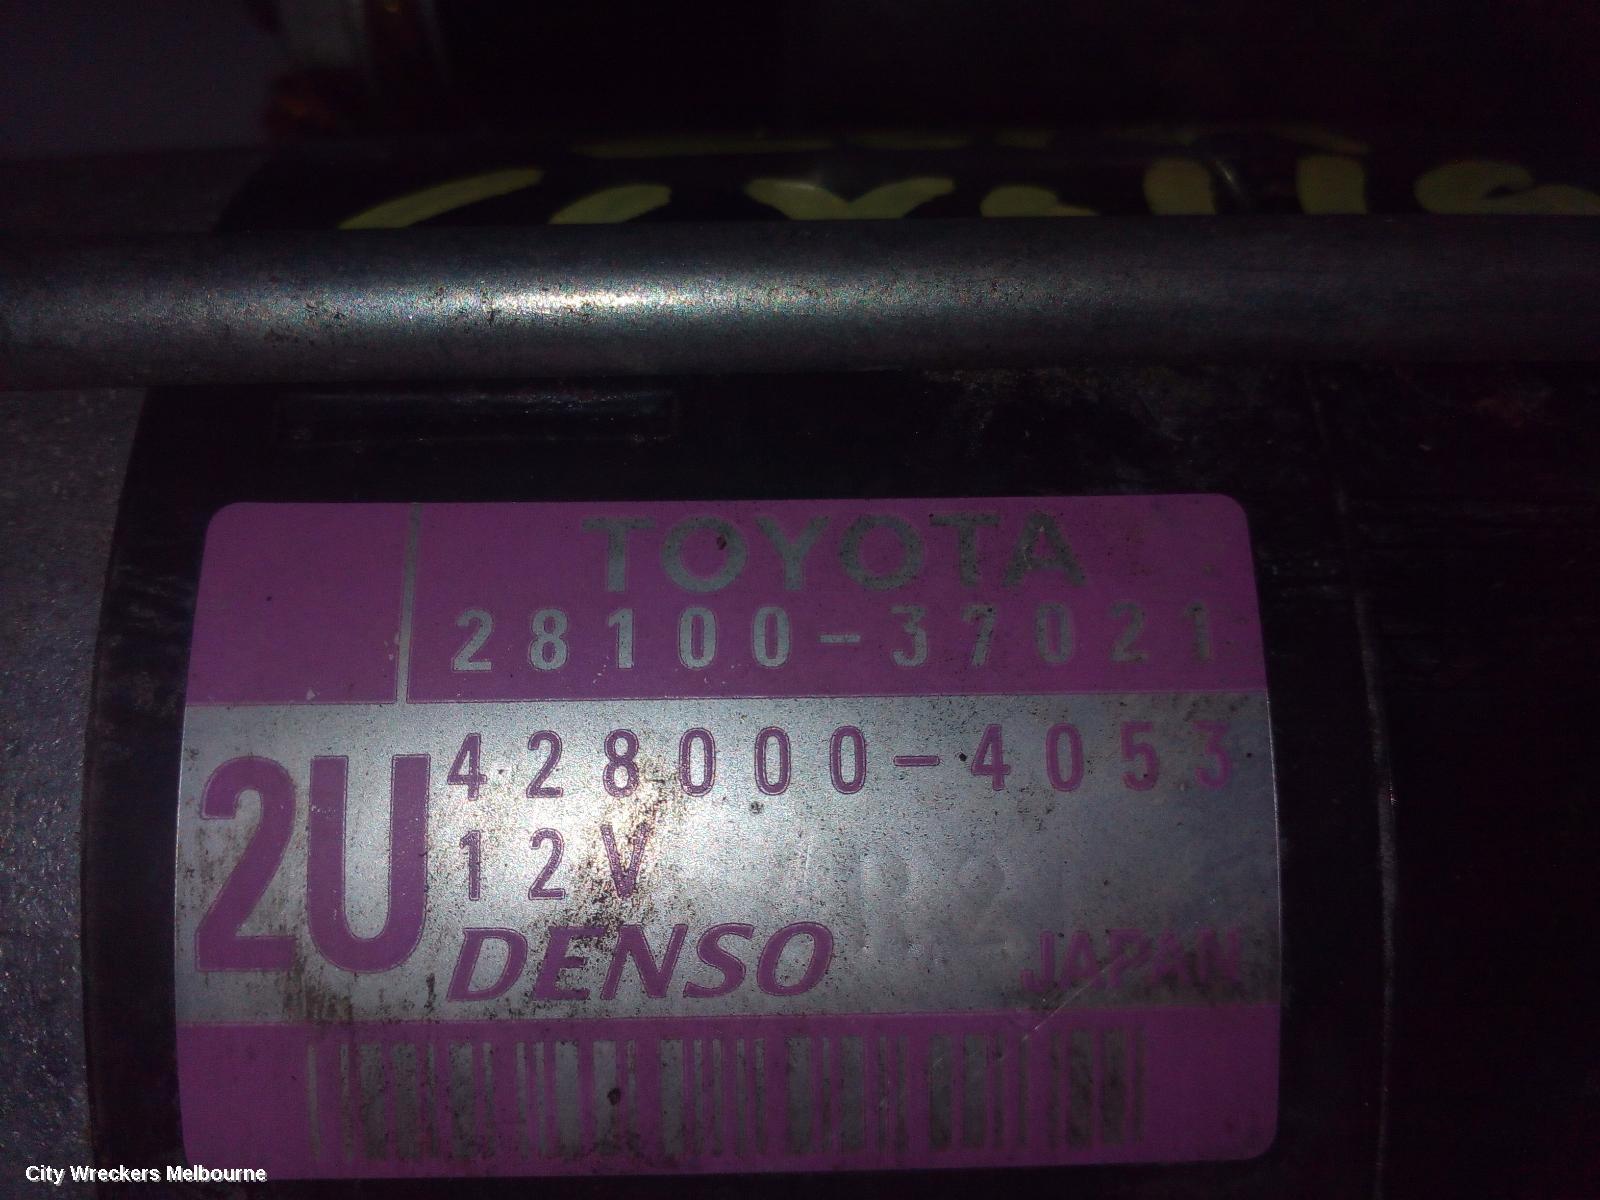 TOYOTA
28100-37021
2U
428000-4053
12V
DENSO
JAPAN
City Wreckers Melbourne